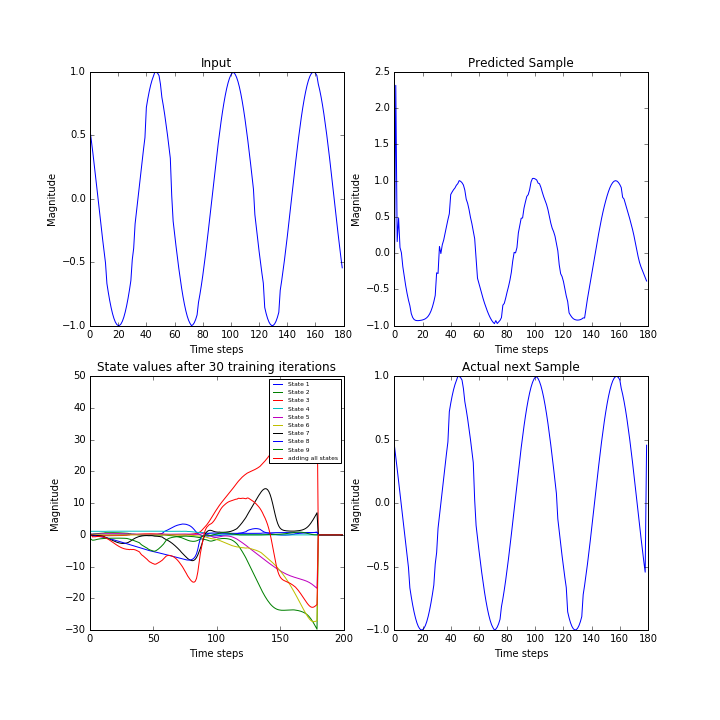 Input
Magnitude
1.0
0.5
0.0
−0.5
−1.0
0 20 40 60 80 100 120 140 160 180
Time steps
Predicted Sample
Magnitude
2.5
2.0
1.5
1.0
0.5
0.0
−0.5
−1.0
0 20 40 60 80 100 120 140 160 180
Time steps
State values after 30 training iterations
Magnitude
50
40
30
20
10
0
−10
−20
−30
0 50 100 150 200
Time steps
State 1
State 2
State 3
State 4
State 5
State 6
State 7
State 8
State 9
adding all states
Actual next Sample
Magnitude
1.0
0.5
0.0
−0.5
−1.0
0 20 40 60 80 100 120 140 160 180
Time steps